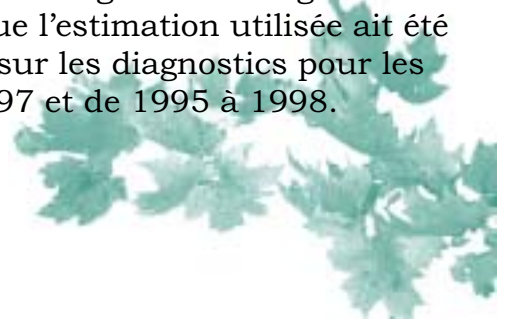 ue l’estimation utilisée ait été
sur les diagnostics pour les
97 et de 1995 à 1998.